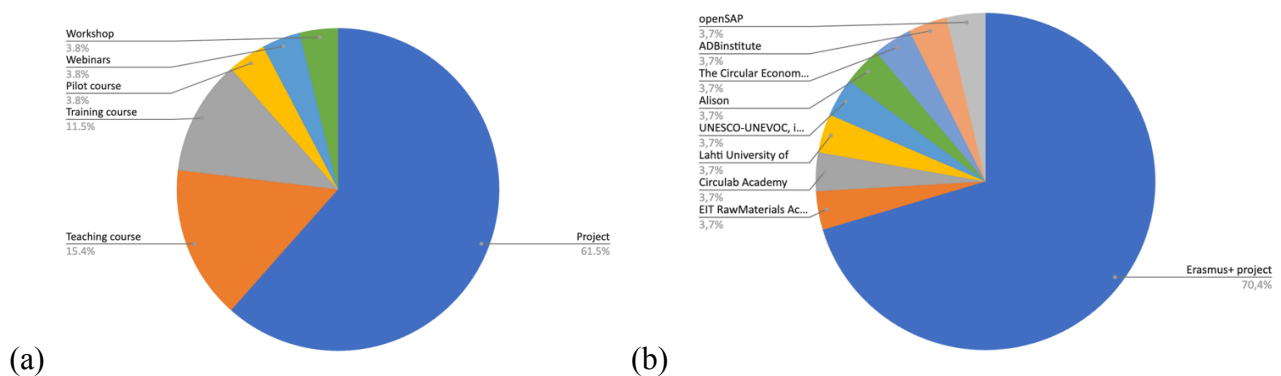 Workshop
3.8%
Webinars
3.8%
Pilot course
3.8%
Training course
11.5%
Teaching course
15.4%
Project
61.5%
(a)
openSAP
3,7%
ADBinstitute
3,7%
The Circular Econom...
3,7%
Alison
3,7%
UNESCO-UNEVOC, i...
3,7%
Lahti University of
3,7%
Circulab Academy
3,7%
EIT RawMaterials Ac...
3,7%
Erasmus+ project
70,4%
(b)